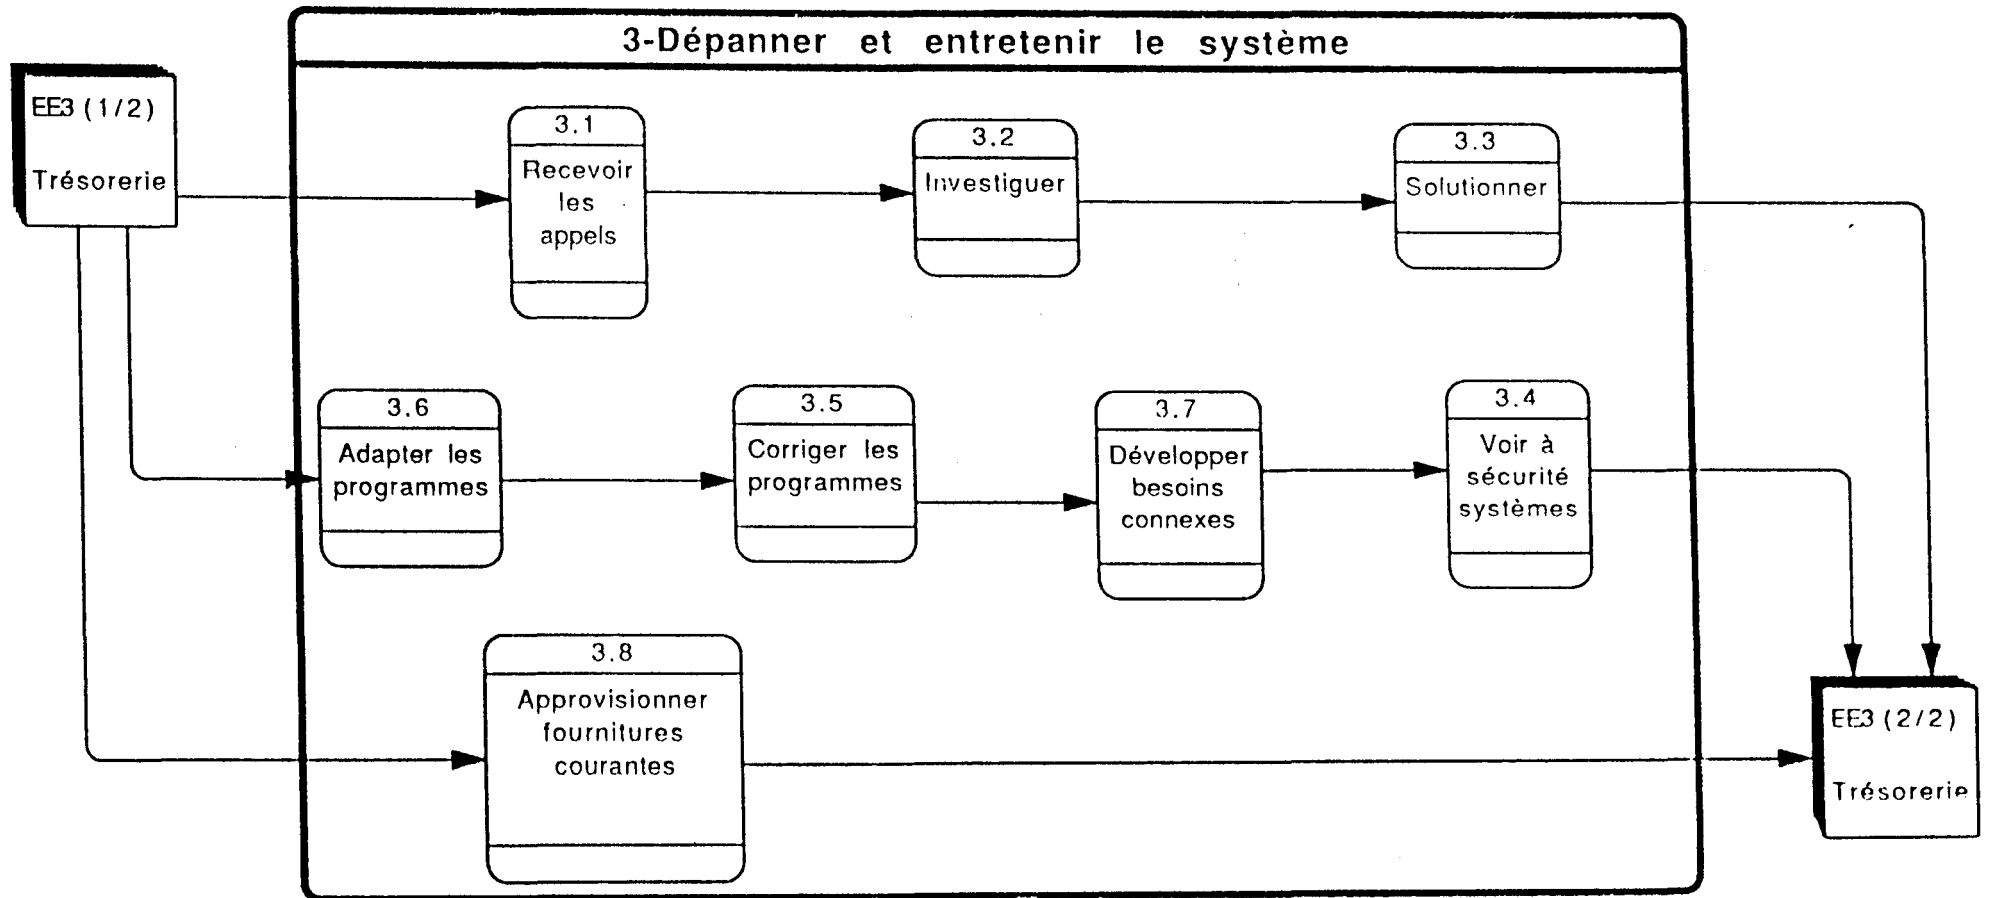 3-Dépanner et entretenir le système
EE3 (1/2)
Trésorerie
3.1
Recevoir
les
appels
3.2
Investiguer
3.3
Solutionner
3.6
Adapter les
programmes
3.5
Corriger les
programmes
3.7
Développer
besoins
connexes
3.4
Voir à
sécurité
systèmes
3.8
Approvisionner
fournitures
courantes
EE3 (2/2)
Trésorerie